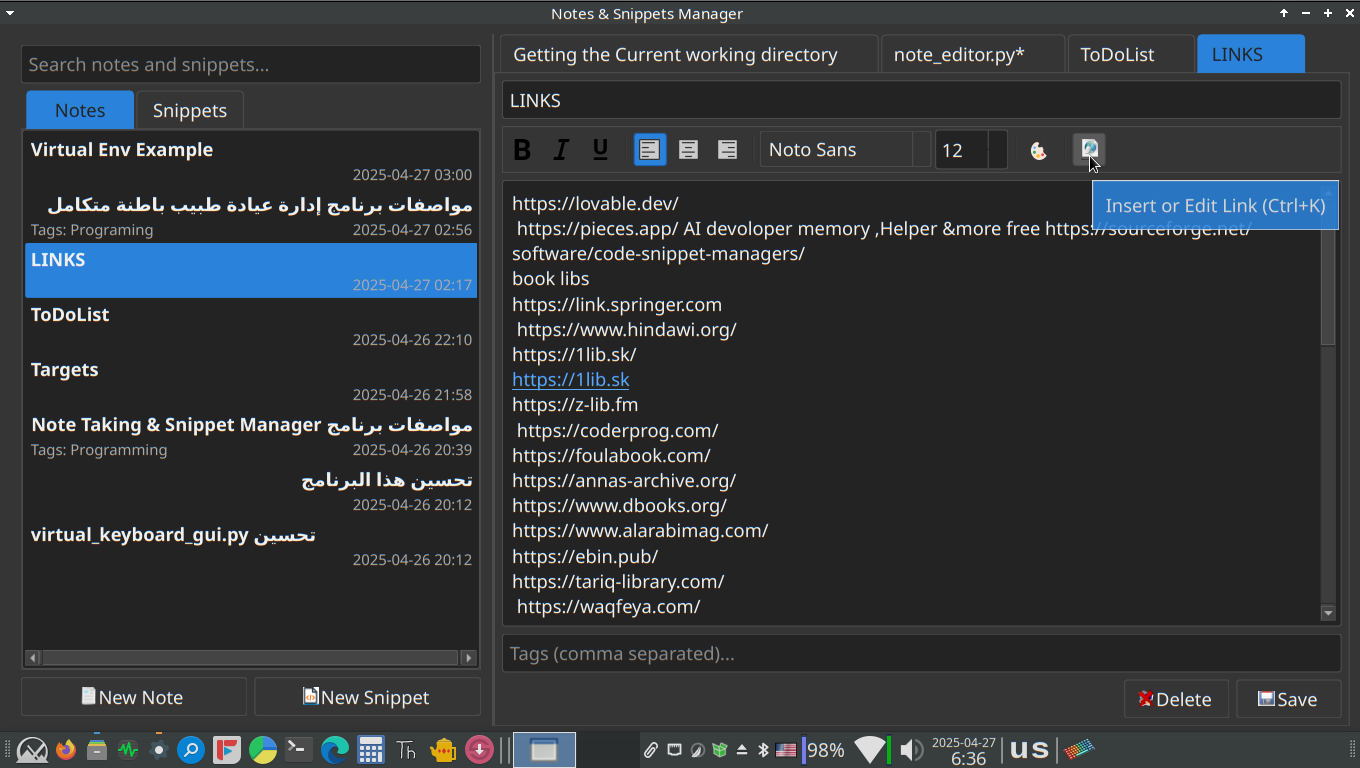 Notes & Snippets Manager
Search notes and snippets...
Notes
Snippets
Virtual Env Example
2025-04-27 03:00
مواصفات برنامج إدارة عيادة طبيب باطنة متكامل
Tags: Programing
2025-04-27 02:56
LINKS
2025-04-27 02:17
ToDoList
2025-04-26 22:10
Targets
2025-04-26 21:58
Note Taking & Snippet Manager مواصفات برنامج
Tags: Programming
2025-04-26 20:39
تحسين هذا البرنامج
2025-04-26 20:12
virtual_keyboard_gui.py تحسين
2025-04-26 20:12
New Note
New Snippet
Getting the Current working directory
note_editor.py*
ToDoList
LINKS
LINKS
B
I
U
Noto Sans
12
Insert or Edit Link (Ctrl+K)
https://lovable.dev/
https://pieces.app/ AI devoloper memory ,Helper &more free https://sourceforge.net/
software/code-snippet-managers/
book libs
https://link.springer.com
https://www.hindawi.org/
https://1lib.sk/
https://1lib.sk
https://z-lib.fm
https://coderprog.com/
https://foulabook.com/
https://annas-archive.org/
https://www.dbooks.org/
https://www.alarabimag.com/
https://ebin.pub/
https://tariq-library.com/
https://waqfeya.com/
Tags (comma separated)...
Delete
Save
Th
98%
2025-04-27
6:36
us